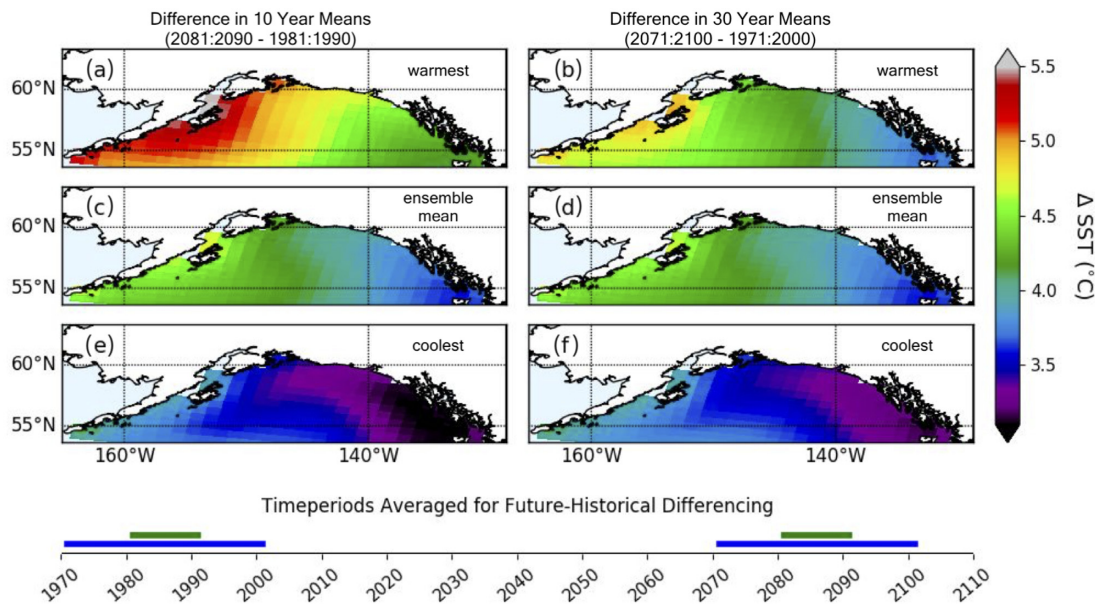 Difference in 10 Year Means
(2081:2090 - 1981:1990)
Difference in 30 Year Means
(2071:2100 - 1971:2000)
(a)
warmest
(b)
warmest
60°N
55°N
(c)
ensemble
mean
(d)
ensemble
mean
60°N
55°N
(e)
coolest
(f)
coolest
60°N
55°N
160°W
140°W
160°W
140°W
5.5
5.0
4.5
4.0
3.5
Δ SST (°C)
Timeperiods Averaged for Future-Historical Differencing
1970
1980
1990
2000
2010
2020
2030
2040
2050
2060
2070
2080
2090
2100
2110